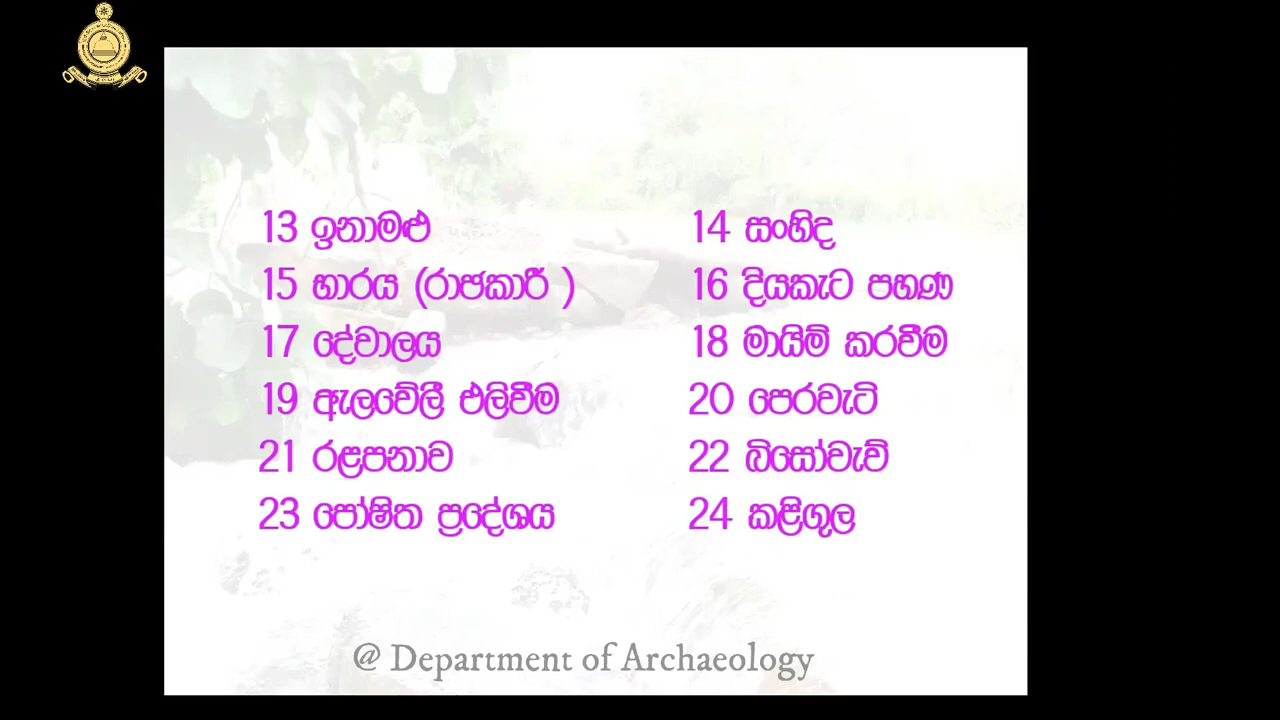 13 ඉනාමළු 14 සංහිද
15 භාරය (රාජකාරී ) 16 දියකැට පහණ
17 දේවාලය 18 මායිම් කරවීම
19 ඇලවේලී එලිවීම 20 පෙරවැටි
21 රළපනාව 22 බිසෝවැව්
23 පෝෂිත ප්‍රදේශය 24 කළිගුල
@ Department of Archaeology